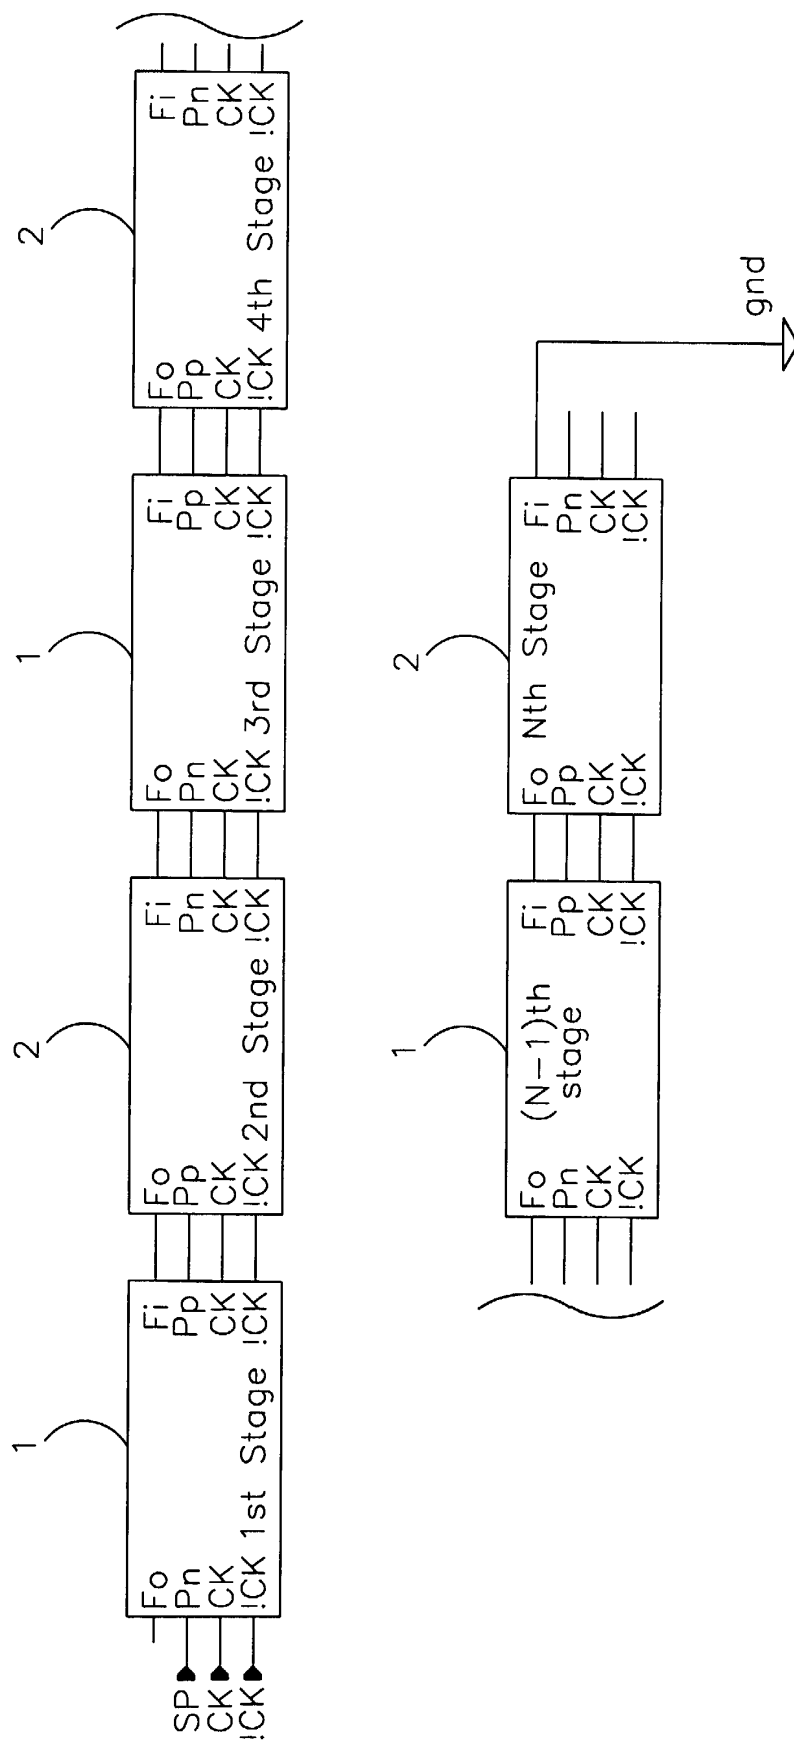 1
2
1
2
SP
CK
!CK
Fo
Pn
CK
!CK 1st Stage !CK
Fi
Pp
CK
Fo
Pp
CK
!CK 2nd Stage !CK
Fi
Pn
CK
Fo
Pn
CK
!CK 3rd Stage !CK
Fi
Pp
CK
Fo
Pp
CK
!CK 4th Stage !CK
Fi
Pn
CK
1
2
Fo
Pn
CK
!CK
(N-1)th
stage
Fi
Pp
CK
!CK
Fo Nth Stage Fi
Pp
CK
!CK
Pn
CK
!CK
gnd